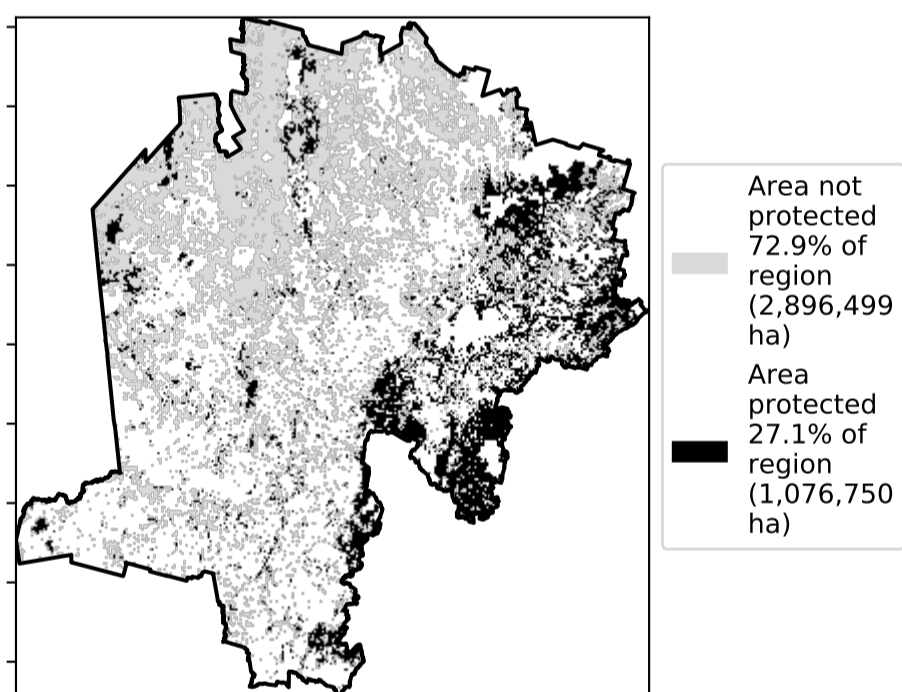 Area not
protected
72.9% of
region
(2,896,499
ha)
Area
protected
27.1% of
region
(1,076,750
ha)